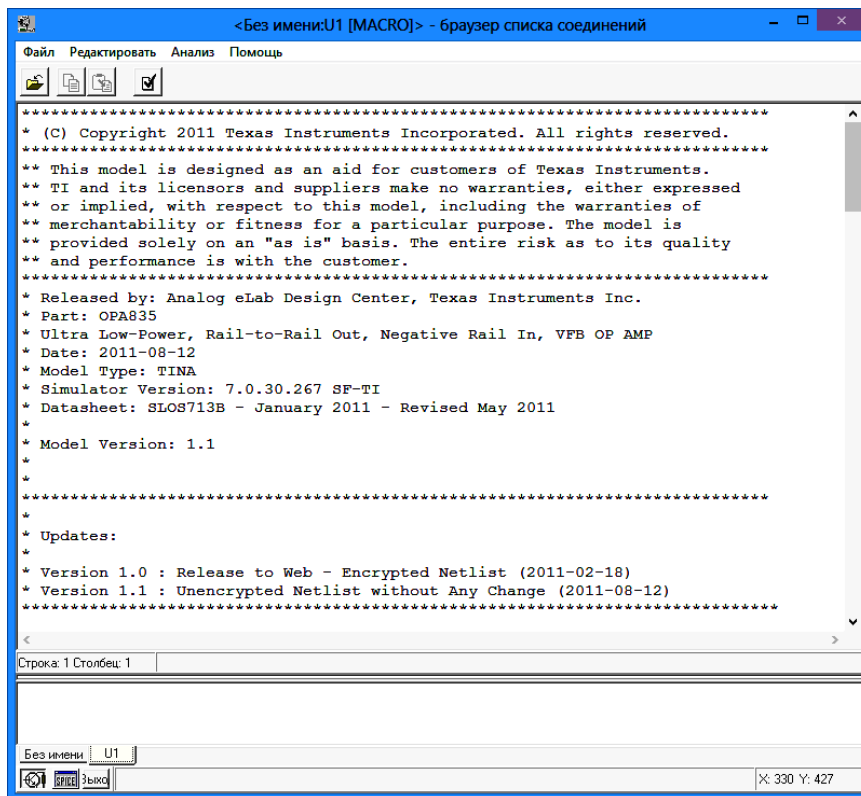 <Без имени:U1 [MACRO]> - браузер списка соединений
Файл Редактировать Анализ Помощь
*****************************************************************************
* (C) Copyright 2011 Texas Instruments Incorporated. All rights reserved.
*****************************************************************************
** This model is designed as an aid for customers of Texas Instruments.
** TI and its licensors and suppliers make no warranties, either expressed
** or implied, with respect to this model, including the warranties of
** merchantability or fitness for a particular purpose. The model is
** provided solely on an "as is" basis. The entire risk as to its quality
** and performance is with the customer.
*****************************************************************************
* Released by: Analog eLab Design Center, Texas Instruments Inc.
* Part: OPA835
* Ultra Low-Power, Rail-to-Rail Out, Negative Rail In, VFB OP AMP
* Date: 2011-08-12
* Model Type: TINA
* Simulator Version: 7.0.30.267 SF-TI
* Datasheet: SLOS713B - January 2011 - Revised May 2011
*
* Model Version: 1.1
*
*
*****************************************************************************
*
* Updates:
*
* Version 1.0 : Release to Web - Encrypted Netlist (2011-02-18)
* Version 1.1 : Unencrypted Netlist without Any Change (2011-08-12)
******************************************************************************
Строка: 1 Столбец: 1
Без имени U1
SPICE Выхо X: 330 Y: 427